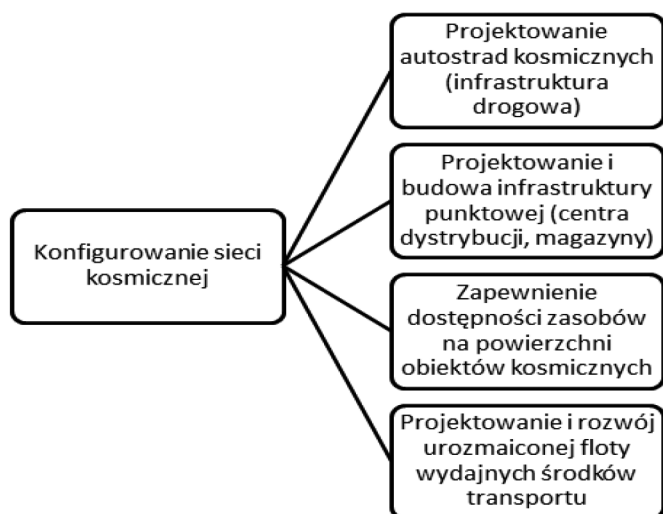 Konfigurowanie sieci
kosmicznej
Projektowanie
autostrad kosmicznych
(infrastruktura
drogowa)
Projektowanie i
budowa infrastruktury
punktowej (centra
dystrybucji, magazyny)
Zapewnienie
dostępności zasobów
na powierzchni
obiektów kosmicznych
Projektowanie i rozwój
urozmaiconej floty
wydajnych środków
transportu